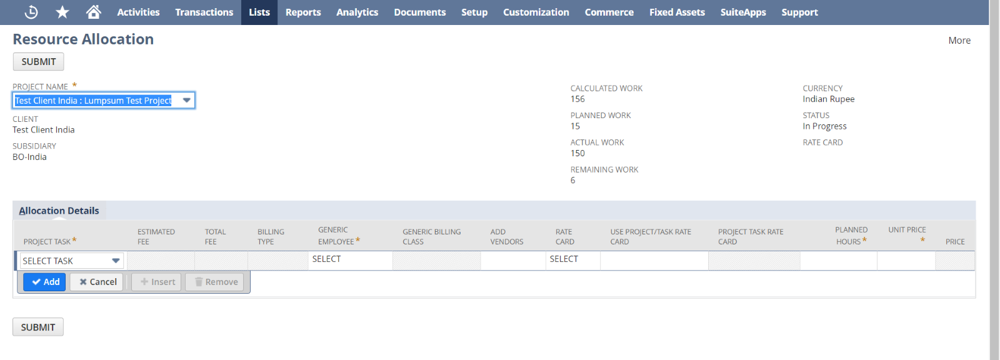 Activities Transactions Lists Reports Analytics Documents Setup Customization Commerce Fixed Assets SuiteApps Support
Resource Allocation
More
SUBMIT
PROJECT NAME *
Test Client India : Lumpsum Test Project
CLIENT
Test Client India
SUBSIDIARY
BO-India
CALCULATED WORK
156
PLANNED WORK
15
ACTUAL WORK
150
REMAINING WORK
6
CURRENCY
Indian Rupee
STATUS
In Progress
RATE CARD
Allocation Details
PROJECT TASK *
ESTIMATED
FEE
TOTAL
FEE
BILLING
TYPE
GENERIC
EMPLOYEE *
GENERIC BILLING
CLASS
ADD
VENDORS
RATE
CARD
USE PROJECT/TASK RATE
CARD
PROJECT TASK RATE
CARD
PLANNED
HOURS *
UNIT PRICE
*
PRICE
SELECT TASK SELECT SELECT
Add Cancel Insert Remove
SUBMIT